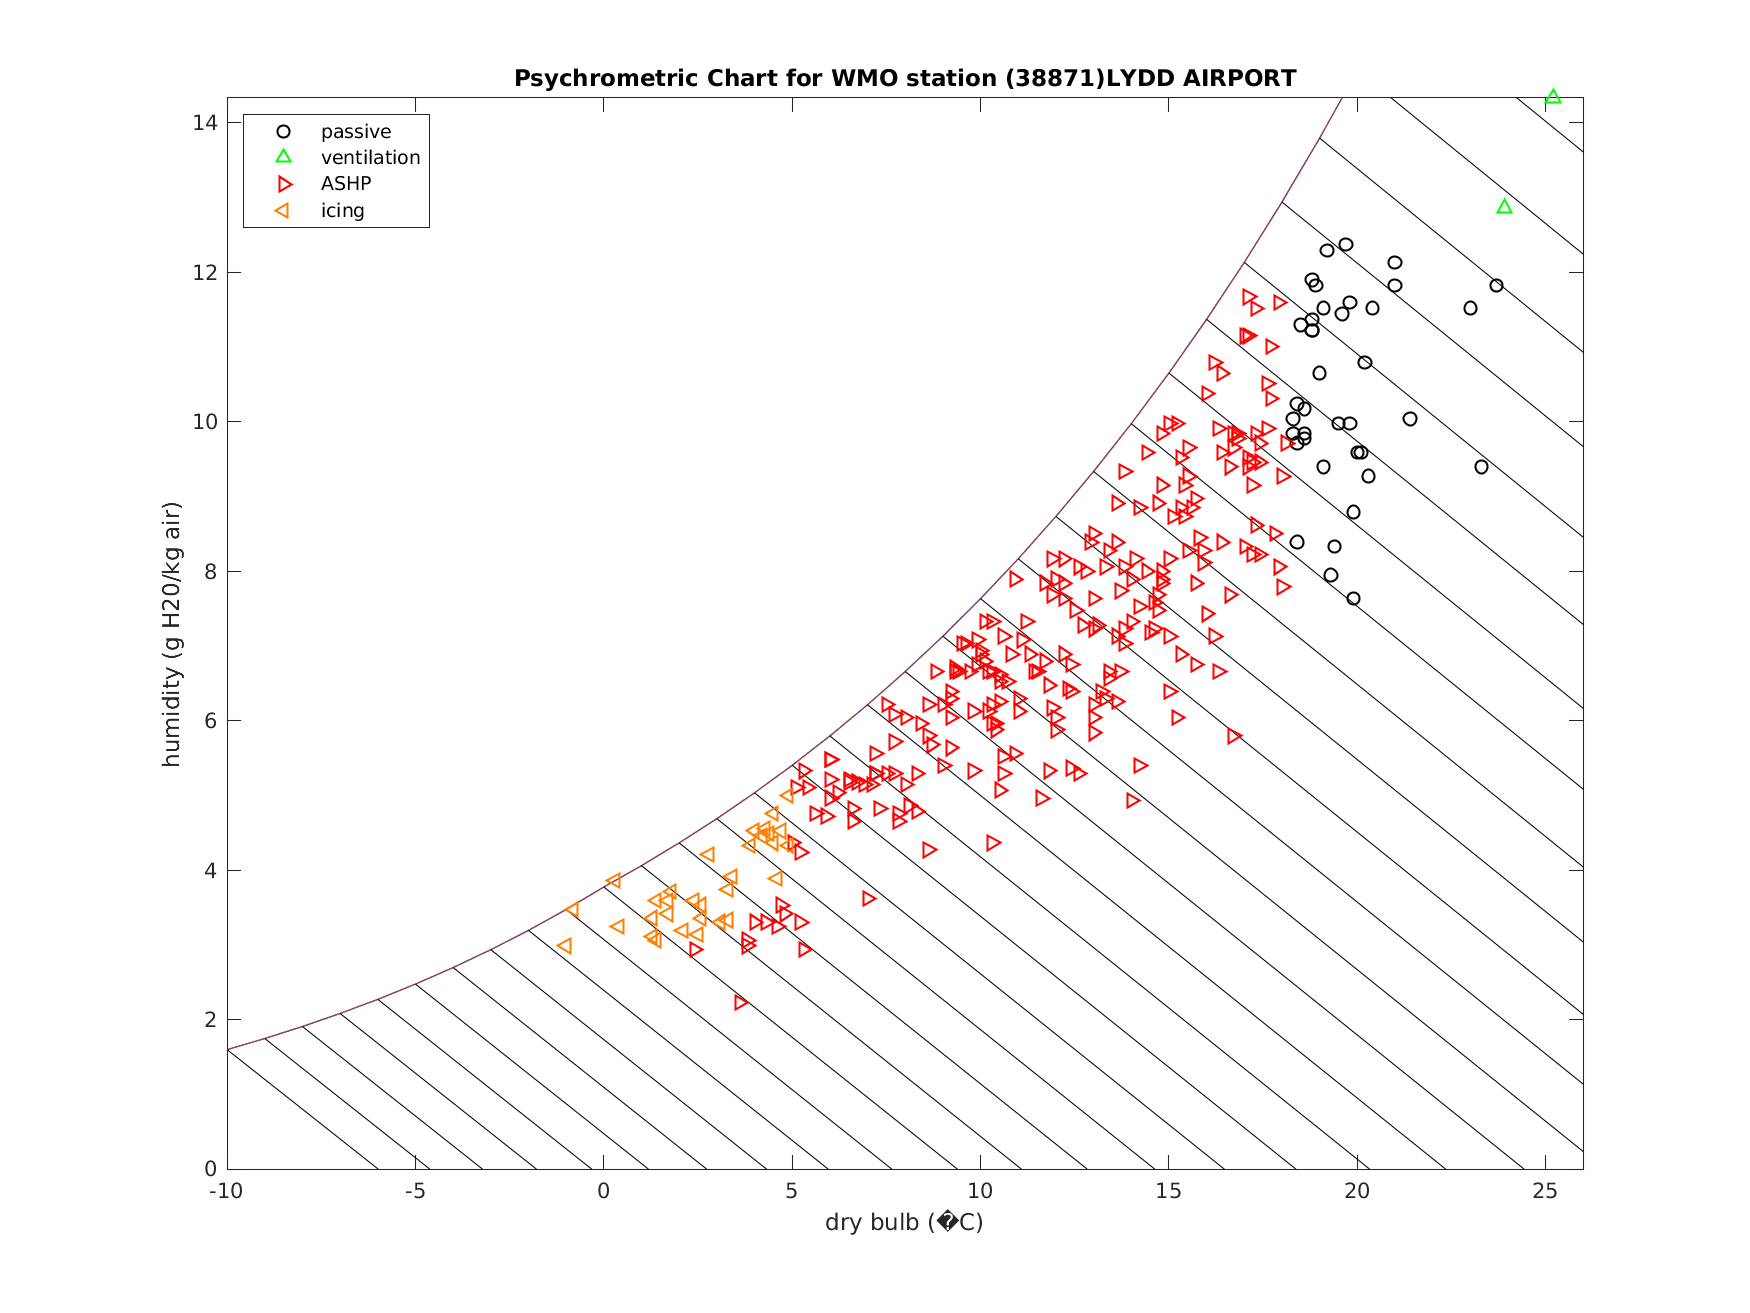 Psychrometric Chart for WMO station (38871)LYDD AIRPORT
passive
ventilation
ASHP
icing
14
12
10
8
6
4
2
0
humidity (g H20/kg air)
-10 -5 0 5 10 15 20 25
dry bulb (�C)